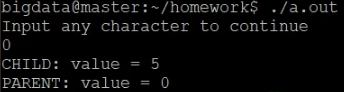 bigdata@master:~/homework$ ./a.out
Input any character to continue
0
CHILD: value = 5
PARENT: value = 0